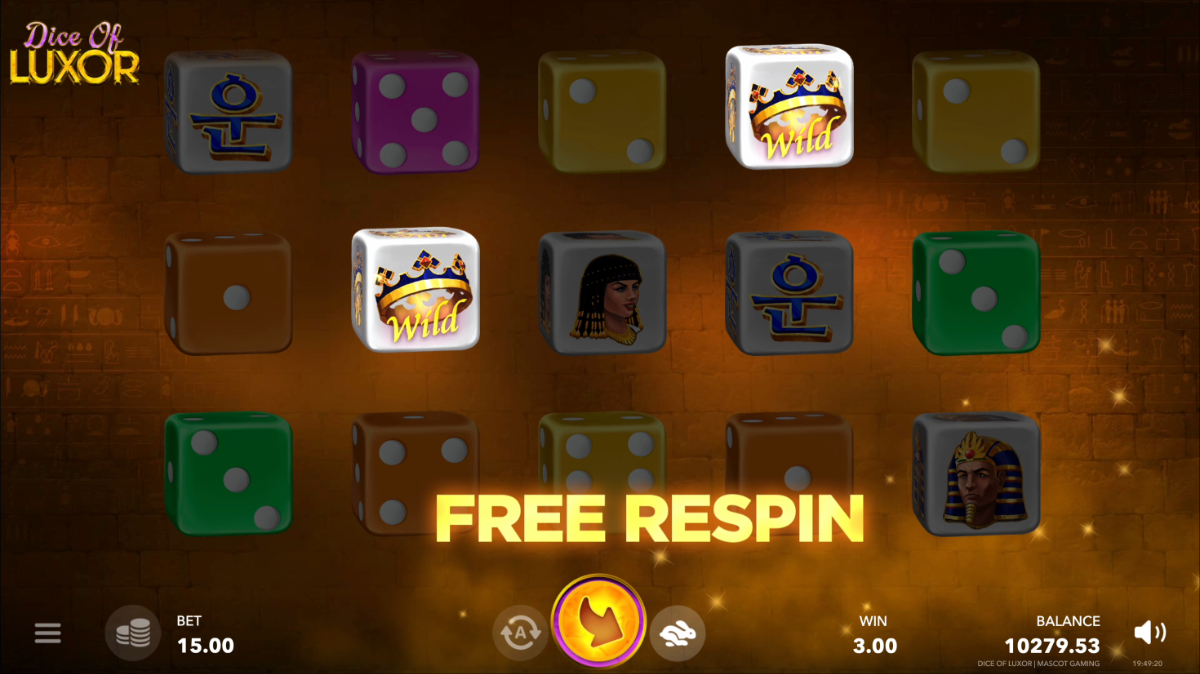 Dice Of
LUXOR
운
Wild
Wild
운
FREE RESPIN
BET
15.00
A
WIN
3.00
BALANCE
10279.53
DICE OF LUXOR | MASCOT GAMING
19:49:20